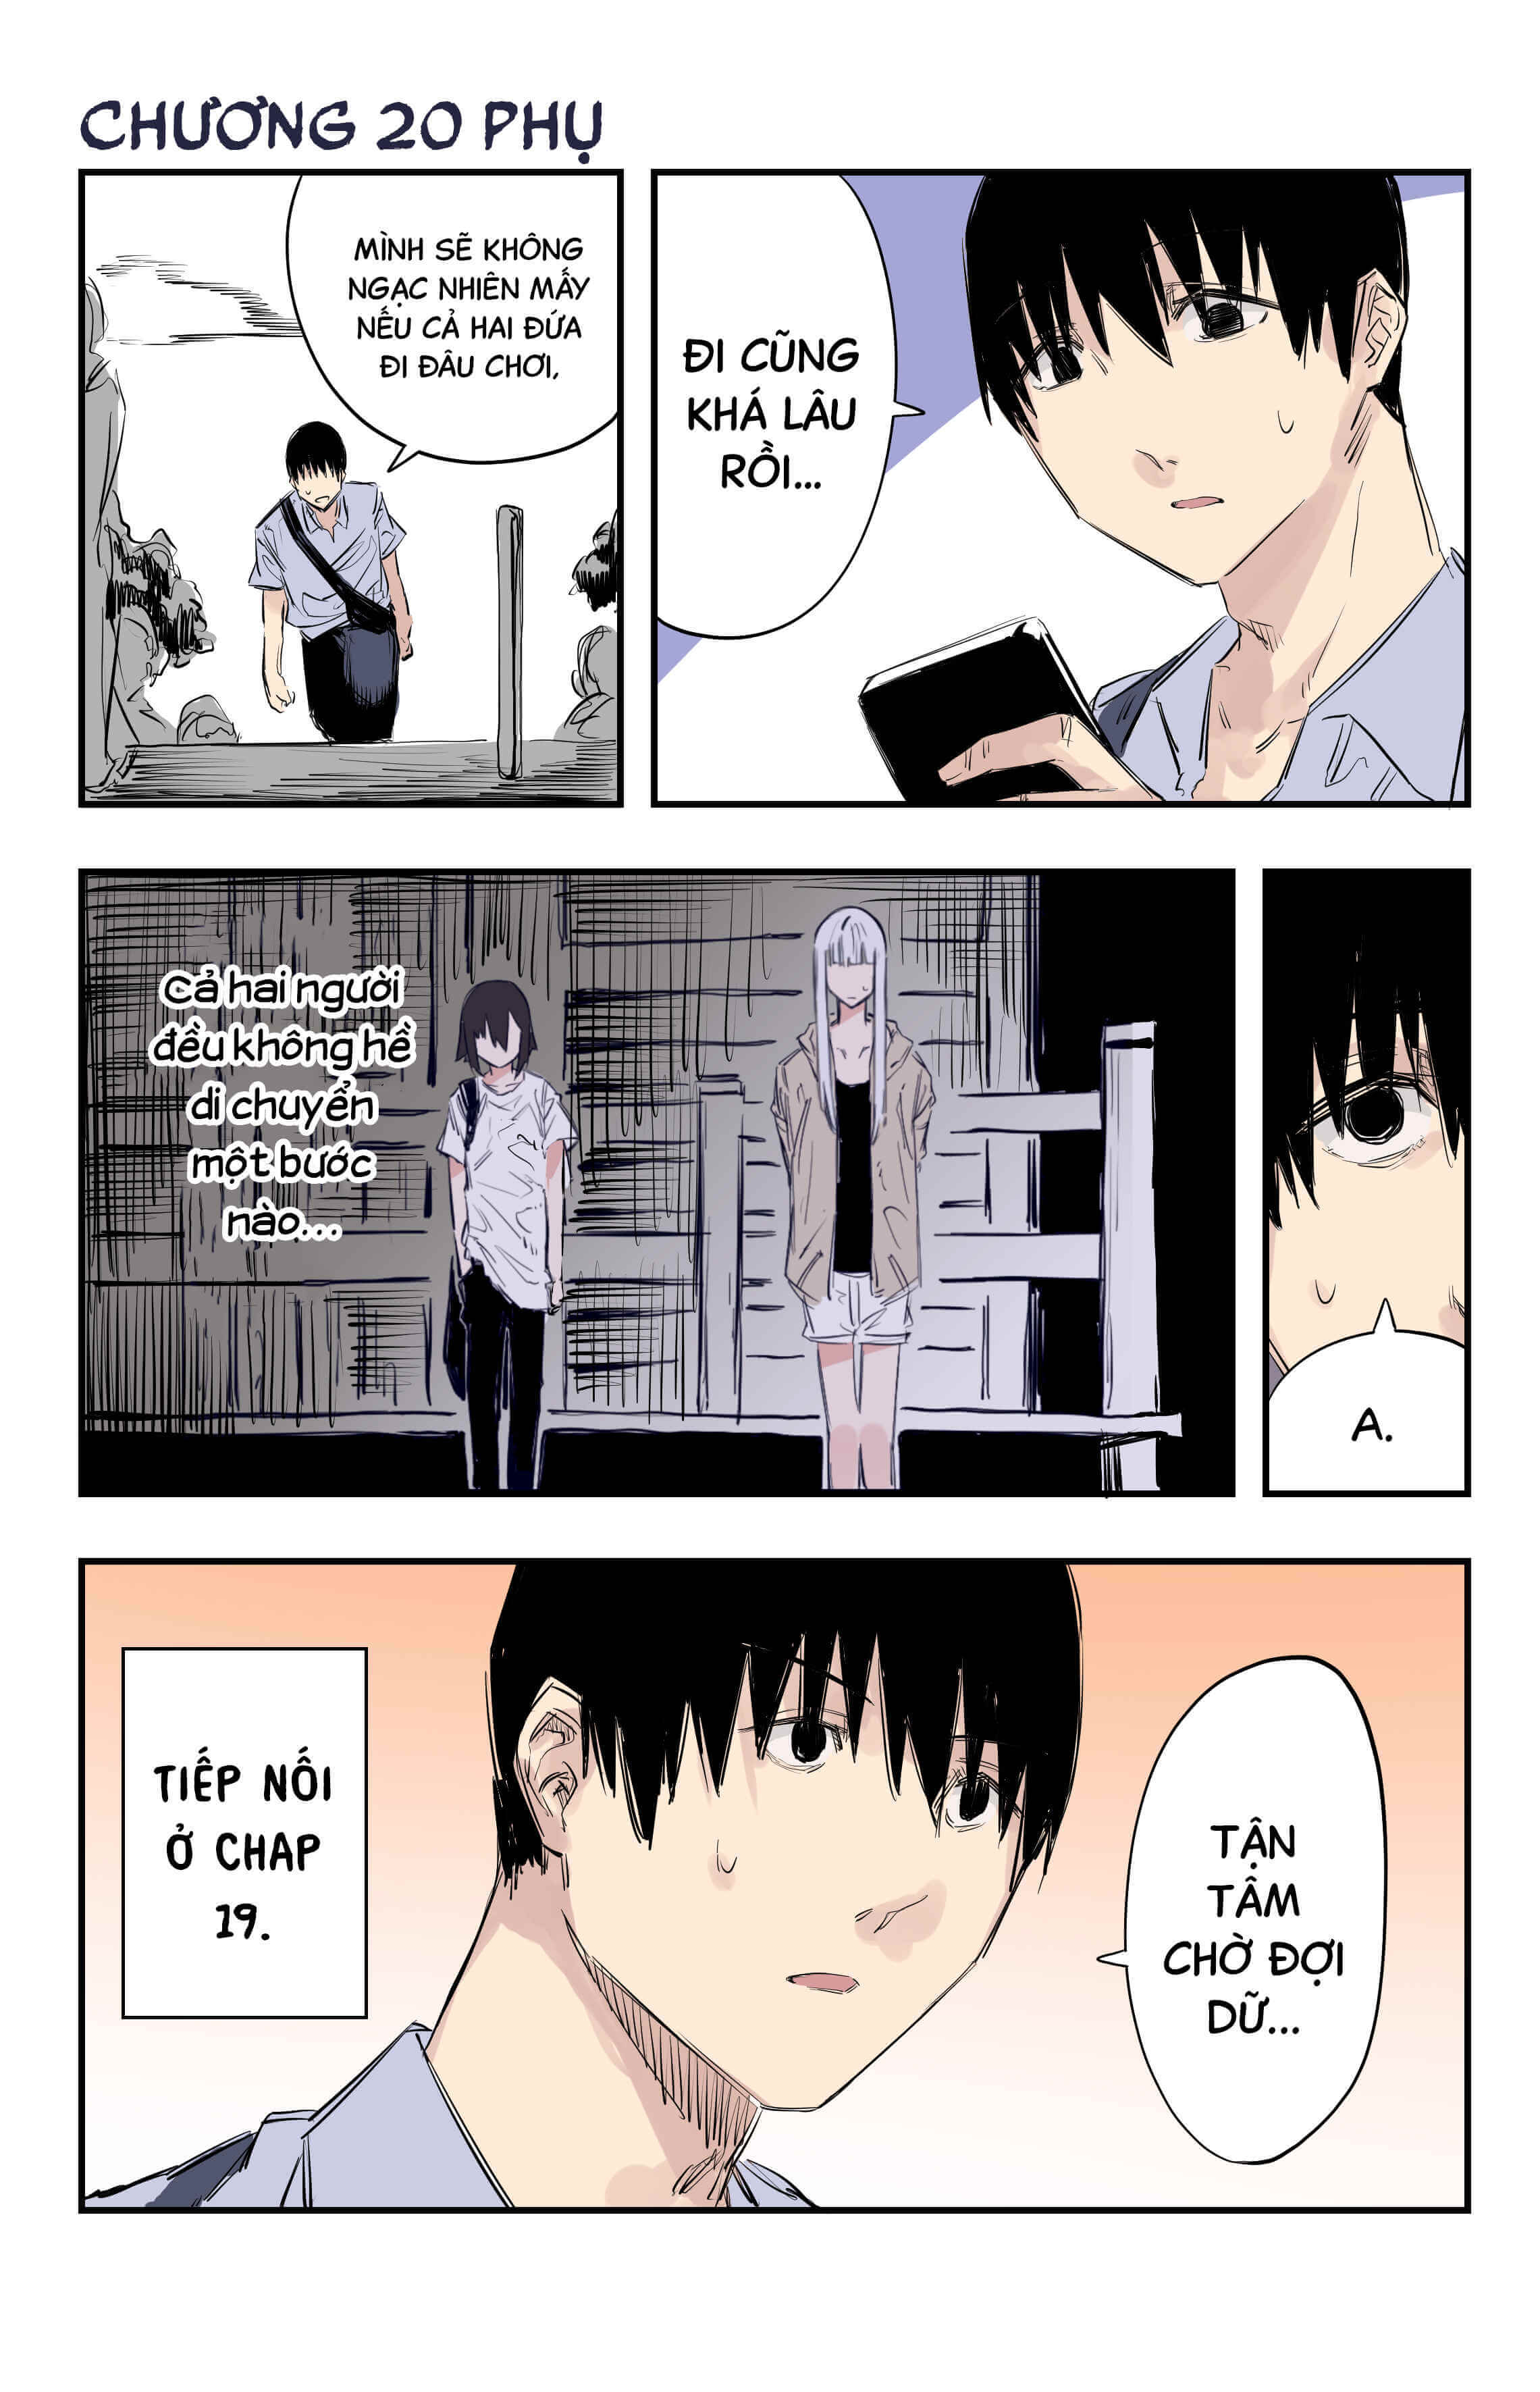 CHƯƠNG 20 PHỤ
ĐI CŨNG
KHÁ LÂU
RỒI...
MÌNH SẼ KHÔNG
NGẠC NHIÊN MẤY
NẾU CẢ HAI ĐỨA
ĐI ĐÂU CHƠI,
A.
Cả hai người
đều không hề
di chuyển
một bước
nào...
TẬN
TÂM
CHỜ ĐỢI
DỮ...
TIẾP NỐI
Ở CHAP
19.